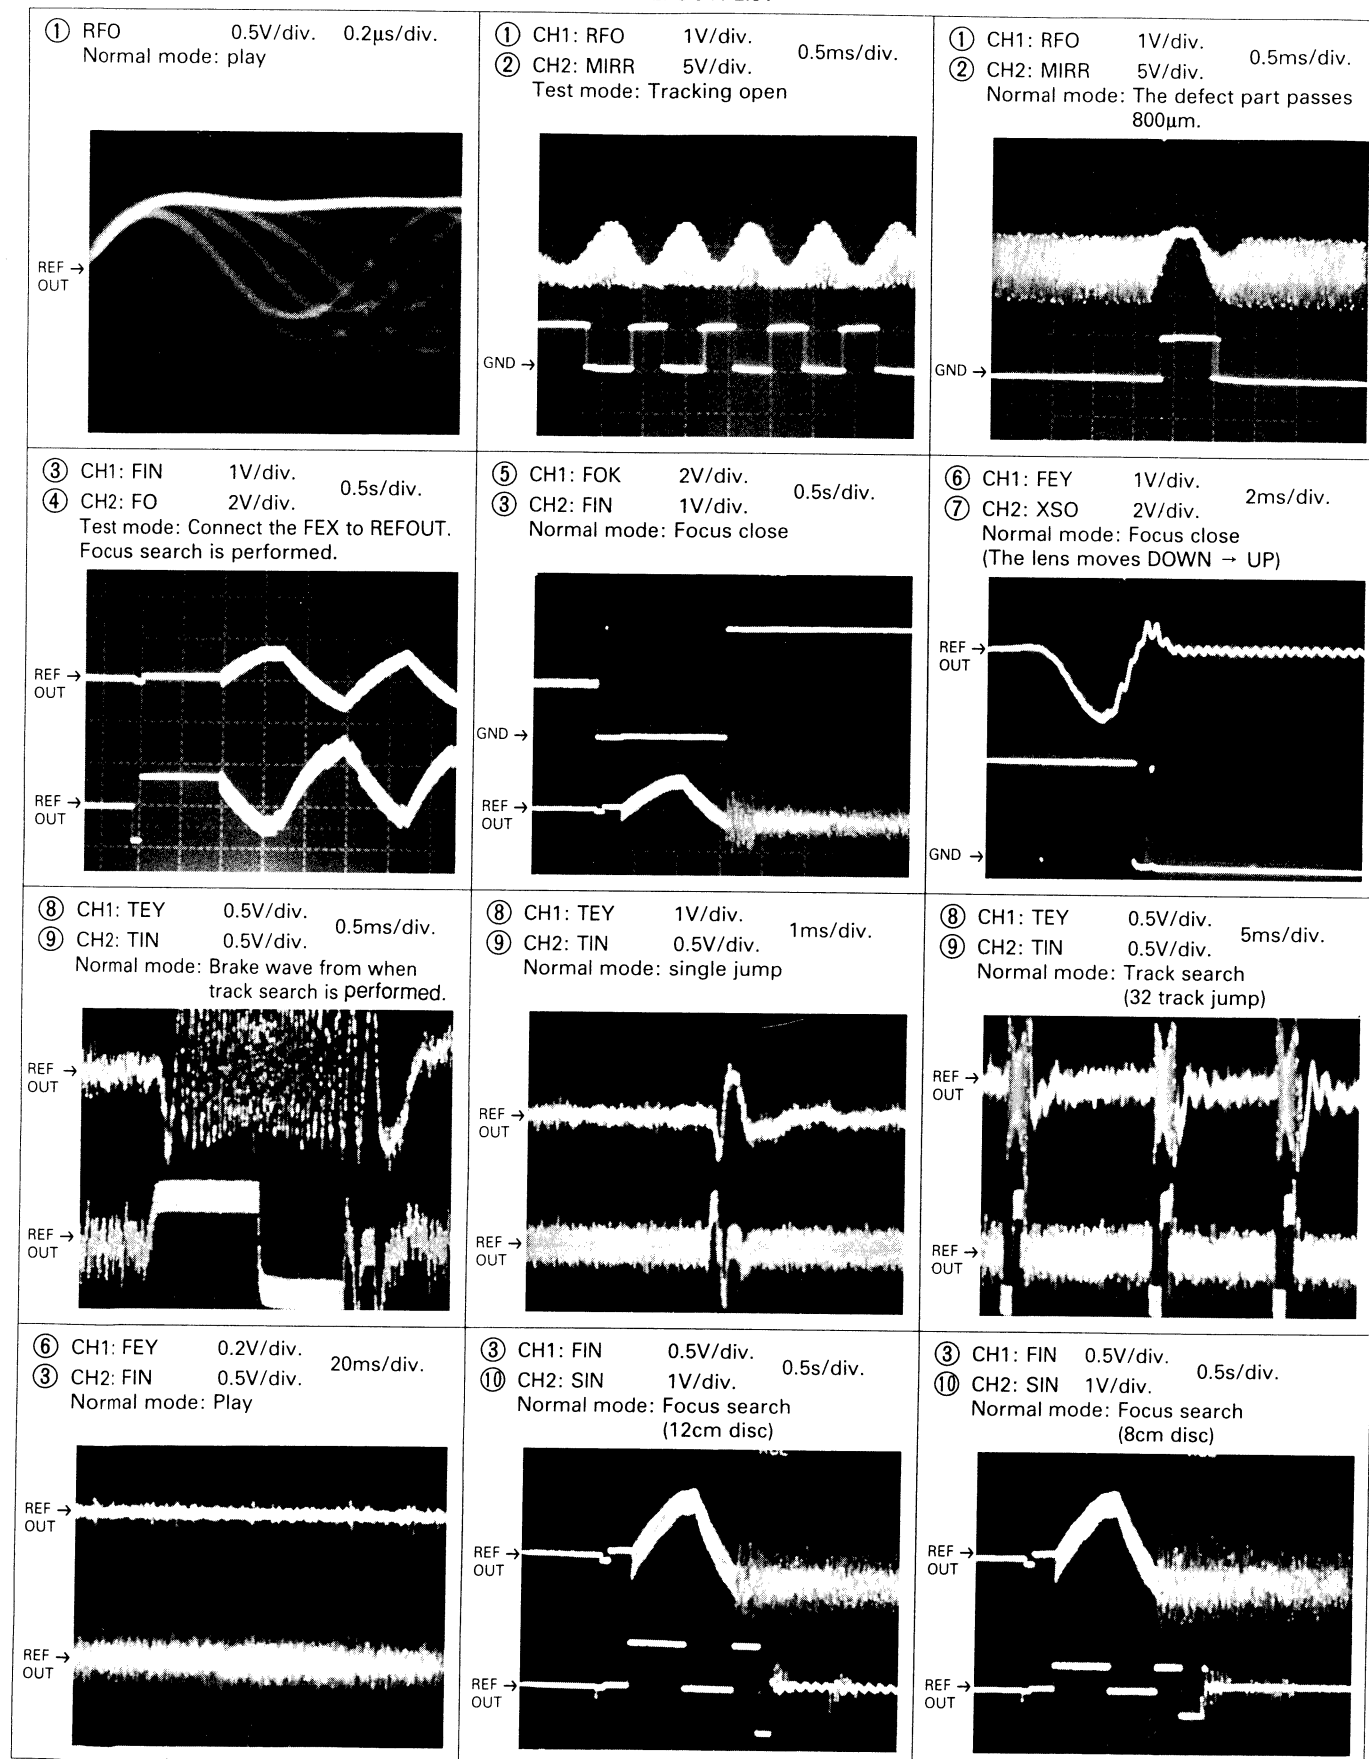 ① RFO 0.5V/div. 0.2µs/div.
Normal mode: play
REF →
OUT
① CH1: RFO 1V/div. 0.5ms/div.
② CH2: MIRR 5V/div.
Test mode: Tracking open
GND →
① CH1: RFO 1V/div. 0.5ms/div.
② CH2: MIRR 5V/div.
Normal mode: The defect part passes
800µm.
GND →
③ CH1: FIN 1V/div. 0.5s/div.
④ CH2: FO 2V/div.
Test mode: Connect the FEX to REFOUT.
Focus search is performed.
REF →
OUT
REF →
OUT
⑤ CH1: FOK 2V/div. 0.5s/div.
③ CH2: FIN 1V/div.
Normal mode: Focus close
GND →
REF →
OUT
⑥ CH1: FEY 1V/div. 2ms/div.
⑦ CH2: XSO 2V/div.
Normal mode: Focus close
(The lens moves DOWN → UP)
REF →
OUT
GND →
⑧ CH1: TEY 0.5V/div. 0.5ms/div.
⑨ CH2: TIN 0.5V/div.
Normal mode: Brake wave from when
track search is performed.
REF →
OUT
REF →
OUT
⑧ CH1: TEY 1V/div. 1ms/div.
⑨ CH2: TIN 0.5V/div.
Normal mode: single jump
REF →
OUT
REF →
OUT
⑧ CH1: TEY 0.5V/div. 5ms/div.
⑨ CH2: TIN 0.5V/div.
Normal mode: Track search
(32 track jump)
REF →
OUT
REF →
OUT
⑥ CH1: FEY 0.2V/div. 20ms/div.
③ CH2: FIN 0.5V/div.
Normal mode: Play
REF →
OUT
REF →
OUT
③ CH1: FIN 0.5V/div. 0.5s/div.
⑩ CH2: SIN 1V/div.
Normal mode: Focus search
(12cm disc)
REF →
OUT
REF →
OUT
③ CH1: FIN 0.5V/div. 0.5s/div.
⑩ CH2: SIN 1V/div.
Normal mode: Focus search
(8cm disc)
REF →
OUT
REF →
OUT